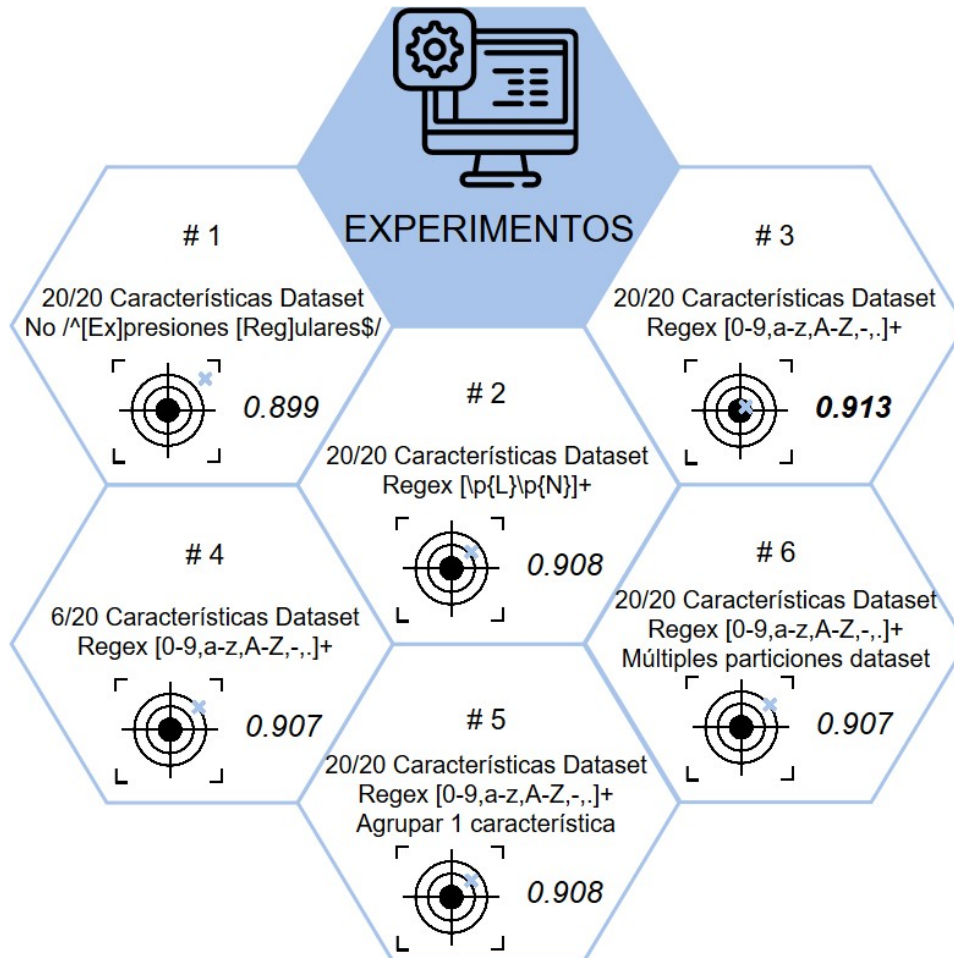 EXPERIMENTOS
# 1
20/20 Características Dataset
No /^[Ex]presiones [Reg]ulares$/
0.899
# 2
20/20 Características Dataset
Regex [\p{L}\p{N}]+
0.908
# 3
20/20 Características Dataset
Regex [0-9,a-z,A-Z,-,.]+
0.913
# 4
6/20 Características Dataset
Regex [0-9,a-z,A-Z,-,.]+
0.907
# 5
20/20 Características Dataset
Regex [0-9,a-z,A-Z,-,.]+
Agrupar 1 característica
0.908
# 6
20/20 Características Dataset
Regex [0-9,a-z,A-Z,-,.]+
Múltiples particiones dataset
0.907